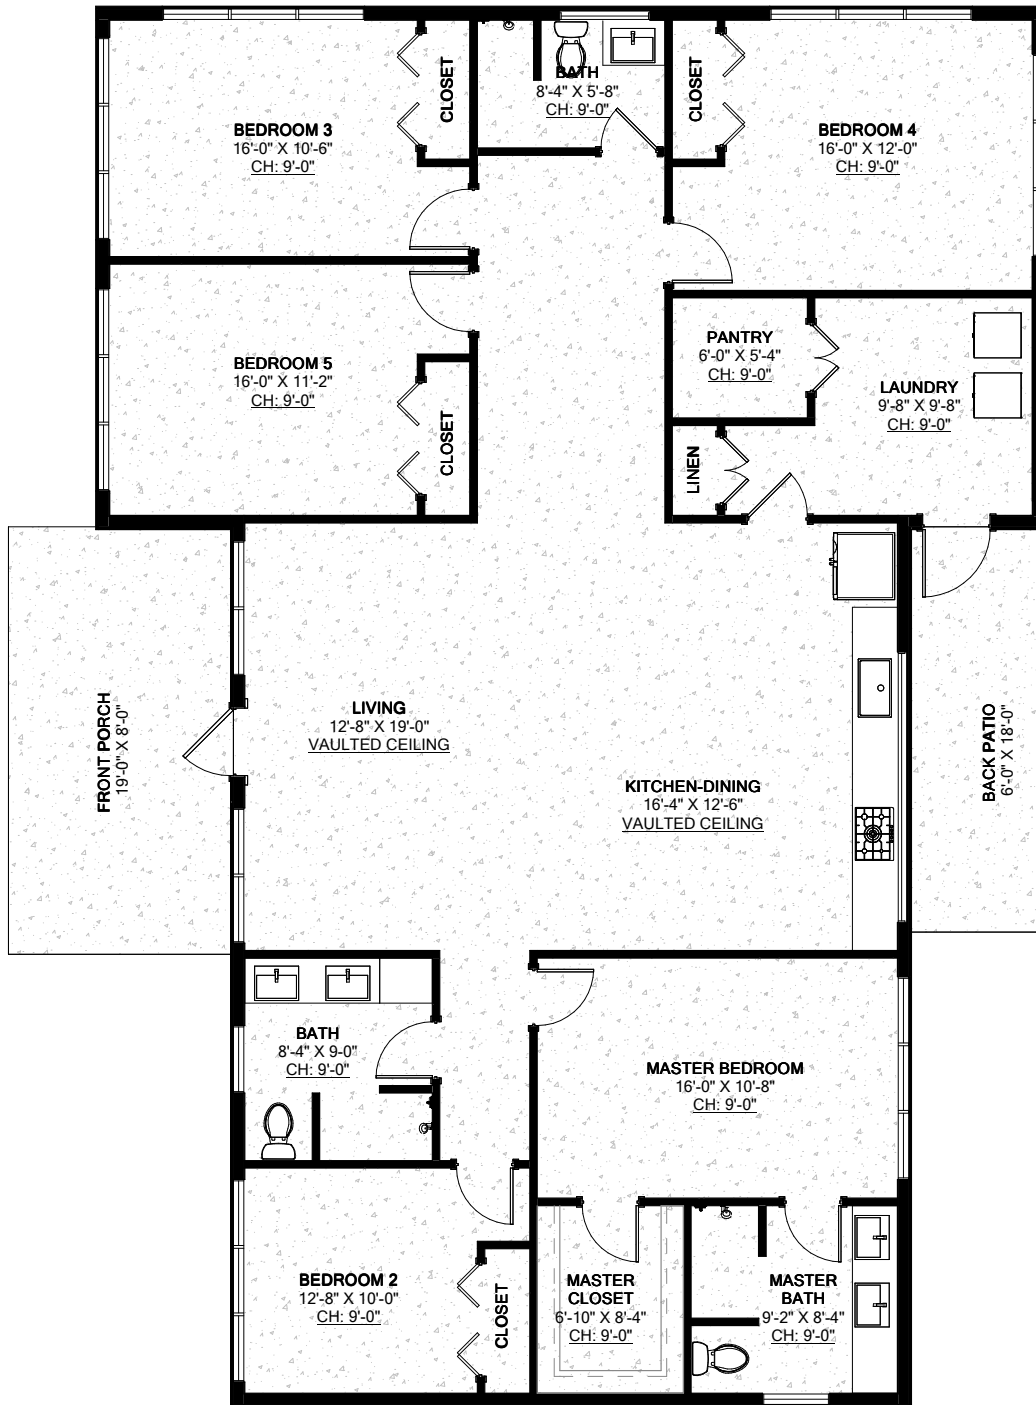 BEDROOM 3
16'-0" X 10'-6"
CH: 9'-0"
CLOSET
BATH
8'-4" X 5'-8"
CH: 9'-0"
CLOSET
BEDROOM 4
16'-0" X 12'-0"
CH: 9'-0"
BEDROOM 5
16'-0" X 11'-2"
CH: 9'-0"
CLOSET
PANTRY
6'-0" X 5'-4"
CH: 9'-0"
LAUNDRY
9'-8" X 9'-8"
CH: 9'-0"
LINEN
FRONT PORCH
19'-0" X 8'-0"
LIVING
12'-8" X 19'-0"
VAULTED CEILING
KITCHEN-DINING
16'-4" X 12'-6"
VAULTED CEILING
BACK PATIO
6'-0" X 18'-0"
BATH
8'-4" X 9-0"
CH: 9'-0"
MASTER BEDROOM
16'-0" X 10'-8"
CH: 9'-0"
BEDROOM 2
12'-8" X 10'-0"
CH: 9'-0"
CLOSET
MASTER
CLOSET
6'-10" X 8'-4"
CH: 9'-0"
MASTER
BATH
9'-2" X 8'-4"
CH: 9'-0"